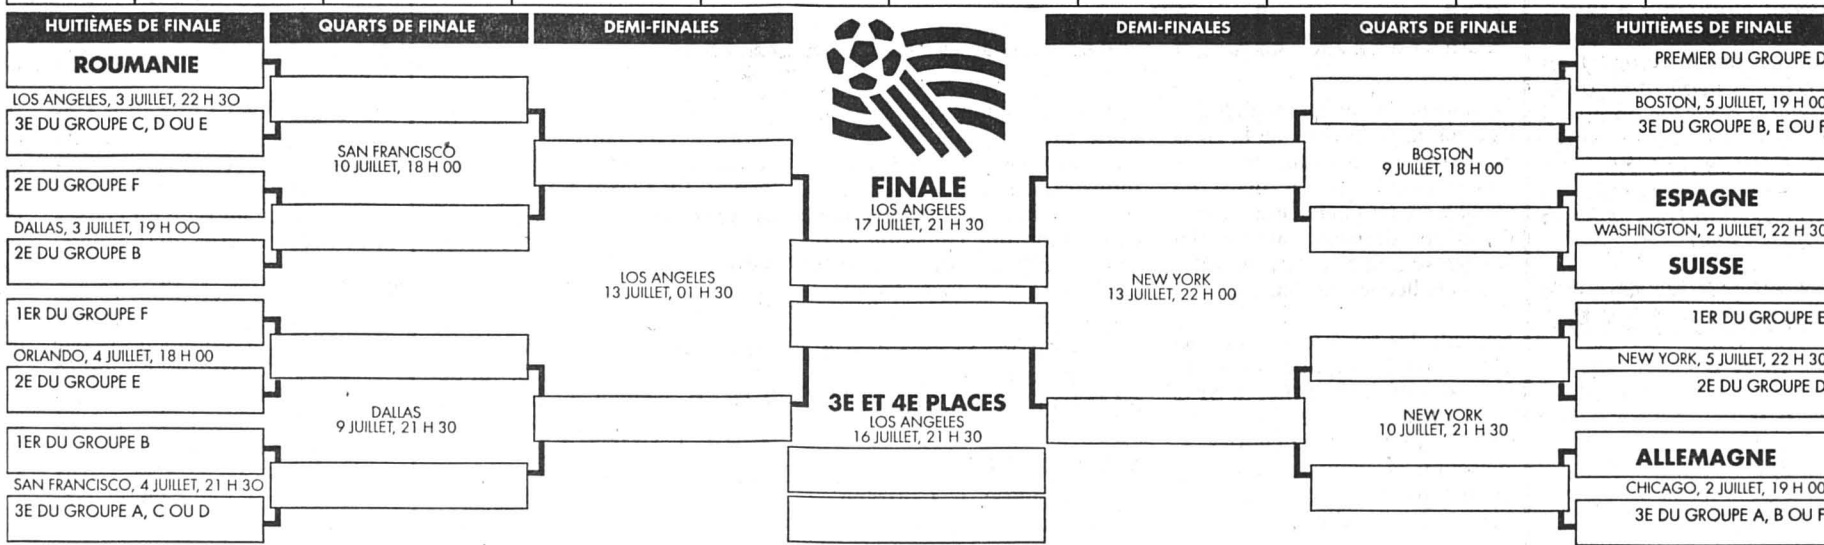 HUITIÈMES DE FINALE
QUARTS DE FINALE
DEMI-FINALES
DEMI-FINALES
QUARTS DE FINALE
HUITIÈMES DE FINALE
ROUMANIE
LOS ANGELES, 3 JUILLET, 22 H 30
3E DU GROUPE C, D OU E
2E DU GROUPE F
DALLAS, 3 JUILLET, 19 H OO
2E DU GROUPE B
1ER DU GROUPE F
ORLANDO, 4 JUILLET, 18 H 00
2E DU GROUPE E
1ER DU GROUPE B
SAN FRANCISCO, 4 JUILLET, 21 H 30
3E DU GROUPE A, C OU D
SAN FRANCISCO
10 JUILLET, 18 H 00
DALLAS
9 JUILLET, 21 H 30
LOS ANGELES
13 JUILLET, 01 H 30
FINALE
LOS ANGELES
17 JUILLET, 21 H 30
3E ET 4E PLACES
LOS ANGELES
16 JUILLET, 21 H 30
NEW YORK
13 JUILLET, 22 H 00
BOSTON
9 JUILLET, 18 H 00
NEW YORK
10 JUILLET, 21 H 30
PREMIER DU GROUPE D
BOSTON, 5 JUILLET, 19 H 00
3E DU GROUPE B, E OU F
ESPAGNE
WASHINGTON, 2 JUILLET, 22 H 30
SUISSE
1ER DU GROUPE E
NEW YORK, 5 JUILLET, 22 H 30
2E DU GROUPE D
ALLEMAGNE
CHICAGO, 2 JUILLET, 19 H 00
3E DU GROUPE A, B OU F